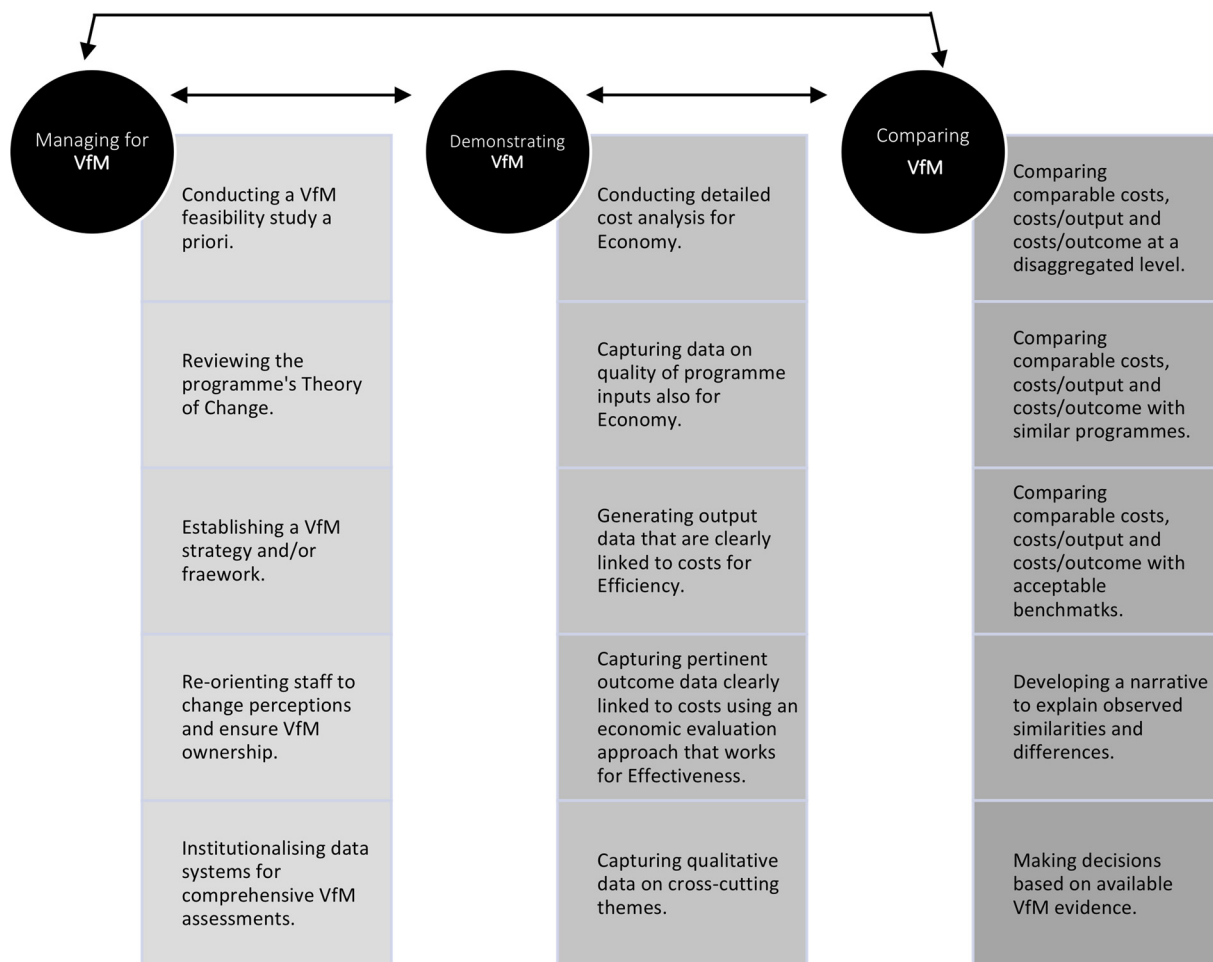 Managing for
VfM
Conducting a VfM
feasibility study a
priori.
Reviewing the
programme's Theory
of Change.
Establishing a VfM
strategy and/or
fraework.
Re-orienting staff to
change perceptions
and ensure VfM
ownership.
Institutionalising data
systems for
comprehensive VfM
assessments.
Demonstrating
VfM
Conducting detailed
cost analysis for
Economy.
Capturing data on
quality of programme
inputs also for
Economy.
Generating output
data that are clearly
linked to costs for
Efficiency.
Capturing pertinent
outcome data clearly
linked to costs using an
economic evaluation
approach that works
for Effectiveness.
Capturing qualitative
data on cross-cutting
themes.
Comparing
VfM
Comparing
comparable costs,
costs/output and
costs/outcome at a
disaggregated level.
Comparing
comparable costs,
costs/output and
costs/outcome with
similar programmes.
Comparing
comparable costs,
costs/output and
costs/outcome with
acceptable
benchmatks.
Developing a narrative
to explain observed
similarities and
differences.
Making decisions
based on available
VfM evidence.